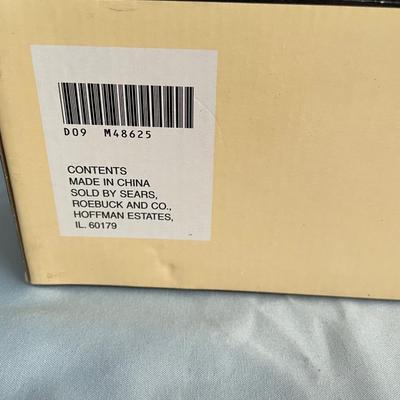 D09 M48625
CONTENTS
MADE IN CHINA
SOLD BY SEARS,
ROEBUCK AND CO.,
HOFFMAN ESTATES,
IL. 60179